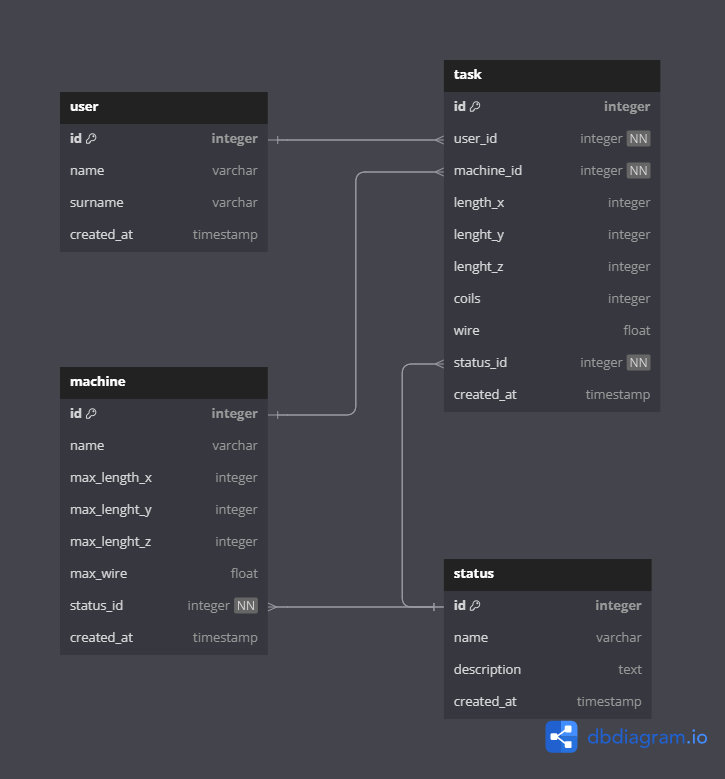 user
id integer
name varchar
surname varchar
created_at timestamp
task
id integer
user_id integer NN
machine_id integer NN
length_x integer
lenght_y integer
lenght_z integer
coils integer
wire float
status_id integer NN
created_at timestamp
machine
id integer
name varchar
max_length_x integer
max_lenght_y integer
max_lenght_z integer
max_wire float
status_id integer NN
created_at timestamp
status
id integer
name varchar
description text
created_at timestamp
dbdiagram.io